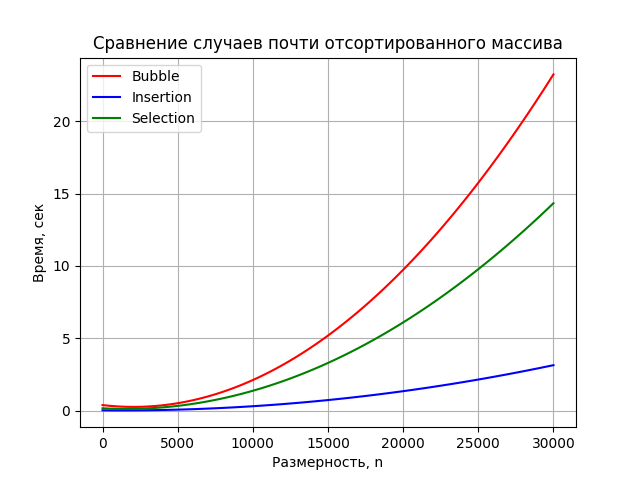 Сравнение случаев почти отсортированного массива
Bubble
Insertion
Selection
20
15
10
5
0
Время, сек
0 5000 10000 15000 20000 25000 30000
Размерность, n